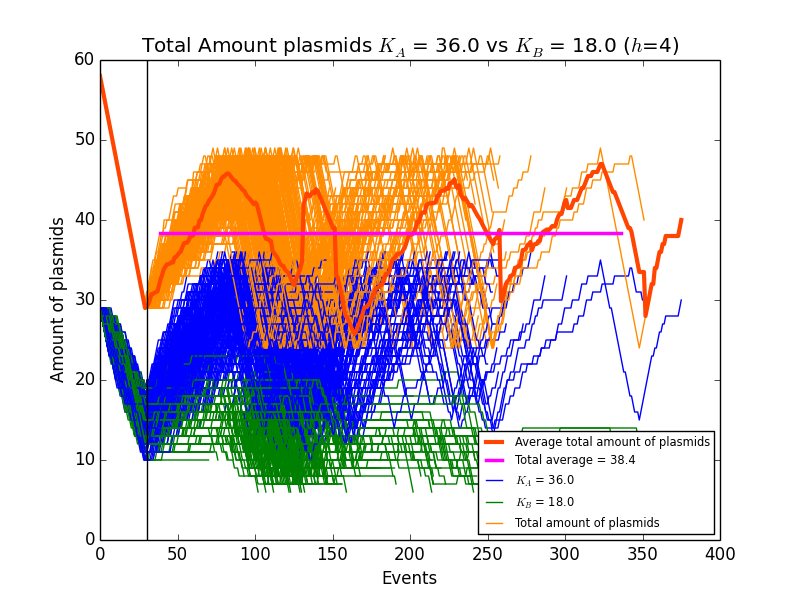 Total Amount plasmids K_A = 36.0 vs K_B = 18.0 (h=4)
60
50
40
30
20
10
0
Amount of plasmids
Average total amount of plasmids
Total average = 38.4
K_A = 36.0
K_B = 18.0
Total amount of plasmids
0 50 100 150 200 250 300 350 400
Events